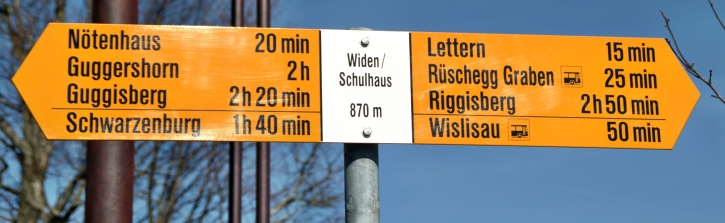 Nötenhaus 20 min
Guggershorn 2 h
Guggisberg 2 h 20 min
Schwarzenburg 1 h 40 min
Widen/
Schulhaus
870 m
Lettern 15 min
Rüschegg Graben 25 min
Riggisberg 2 h 50 min
Wislisau 50 min